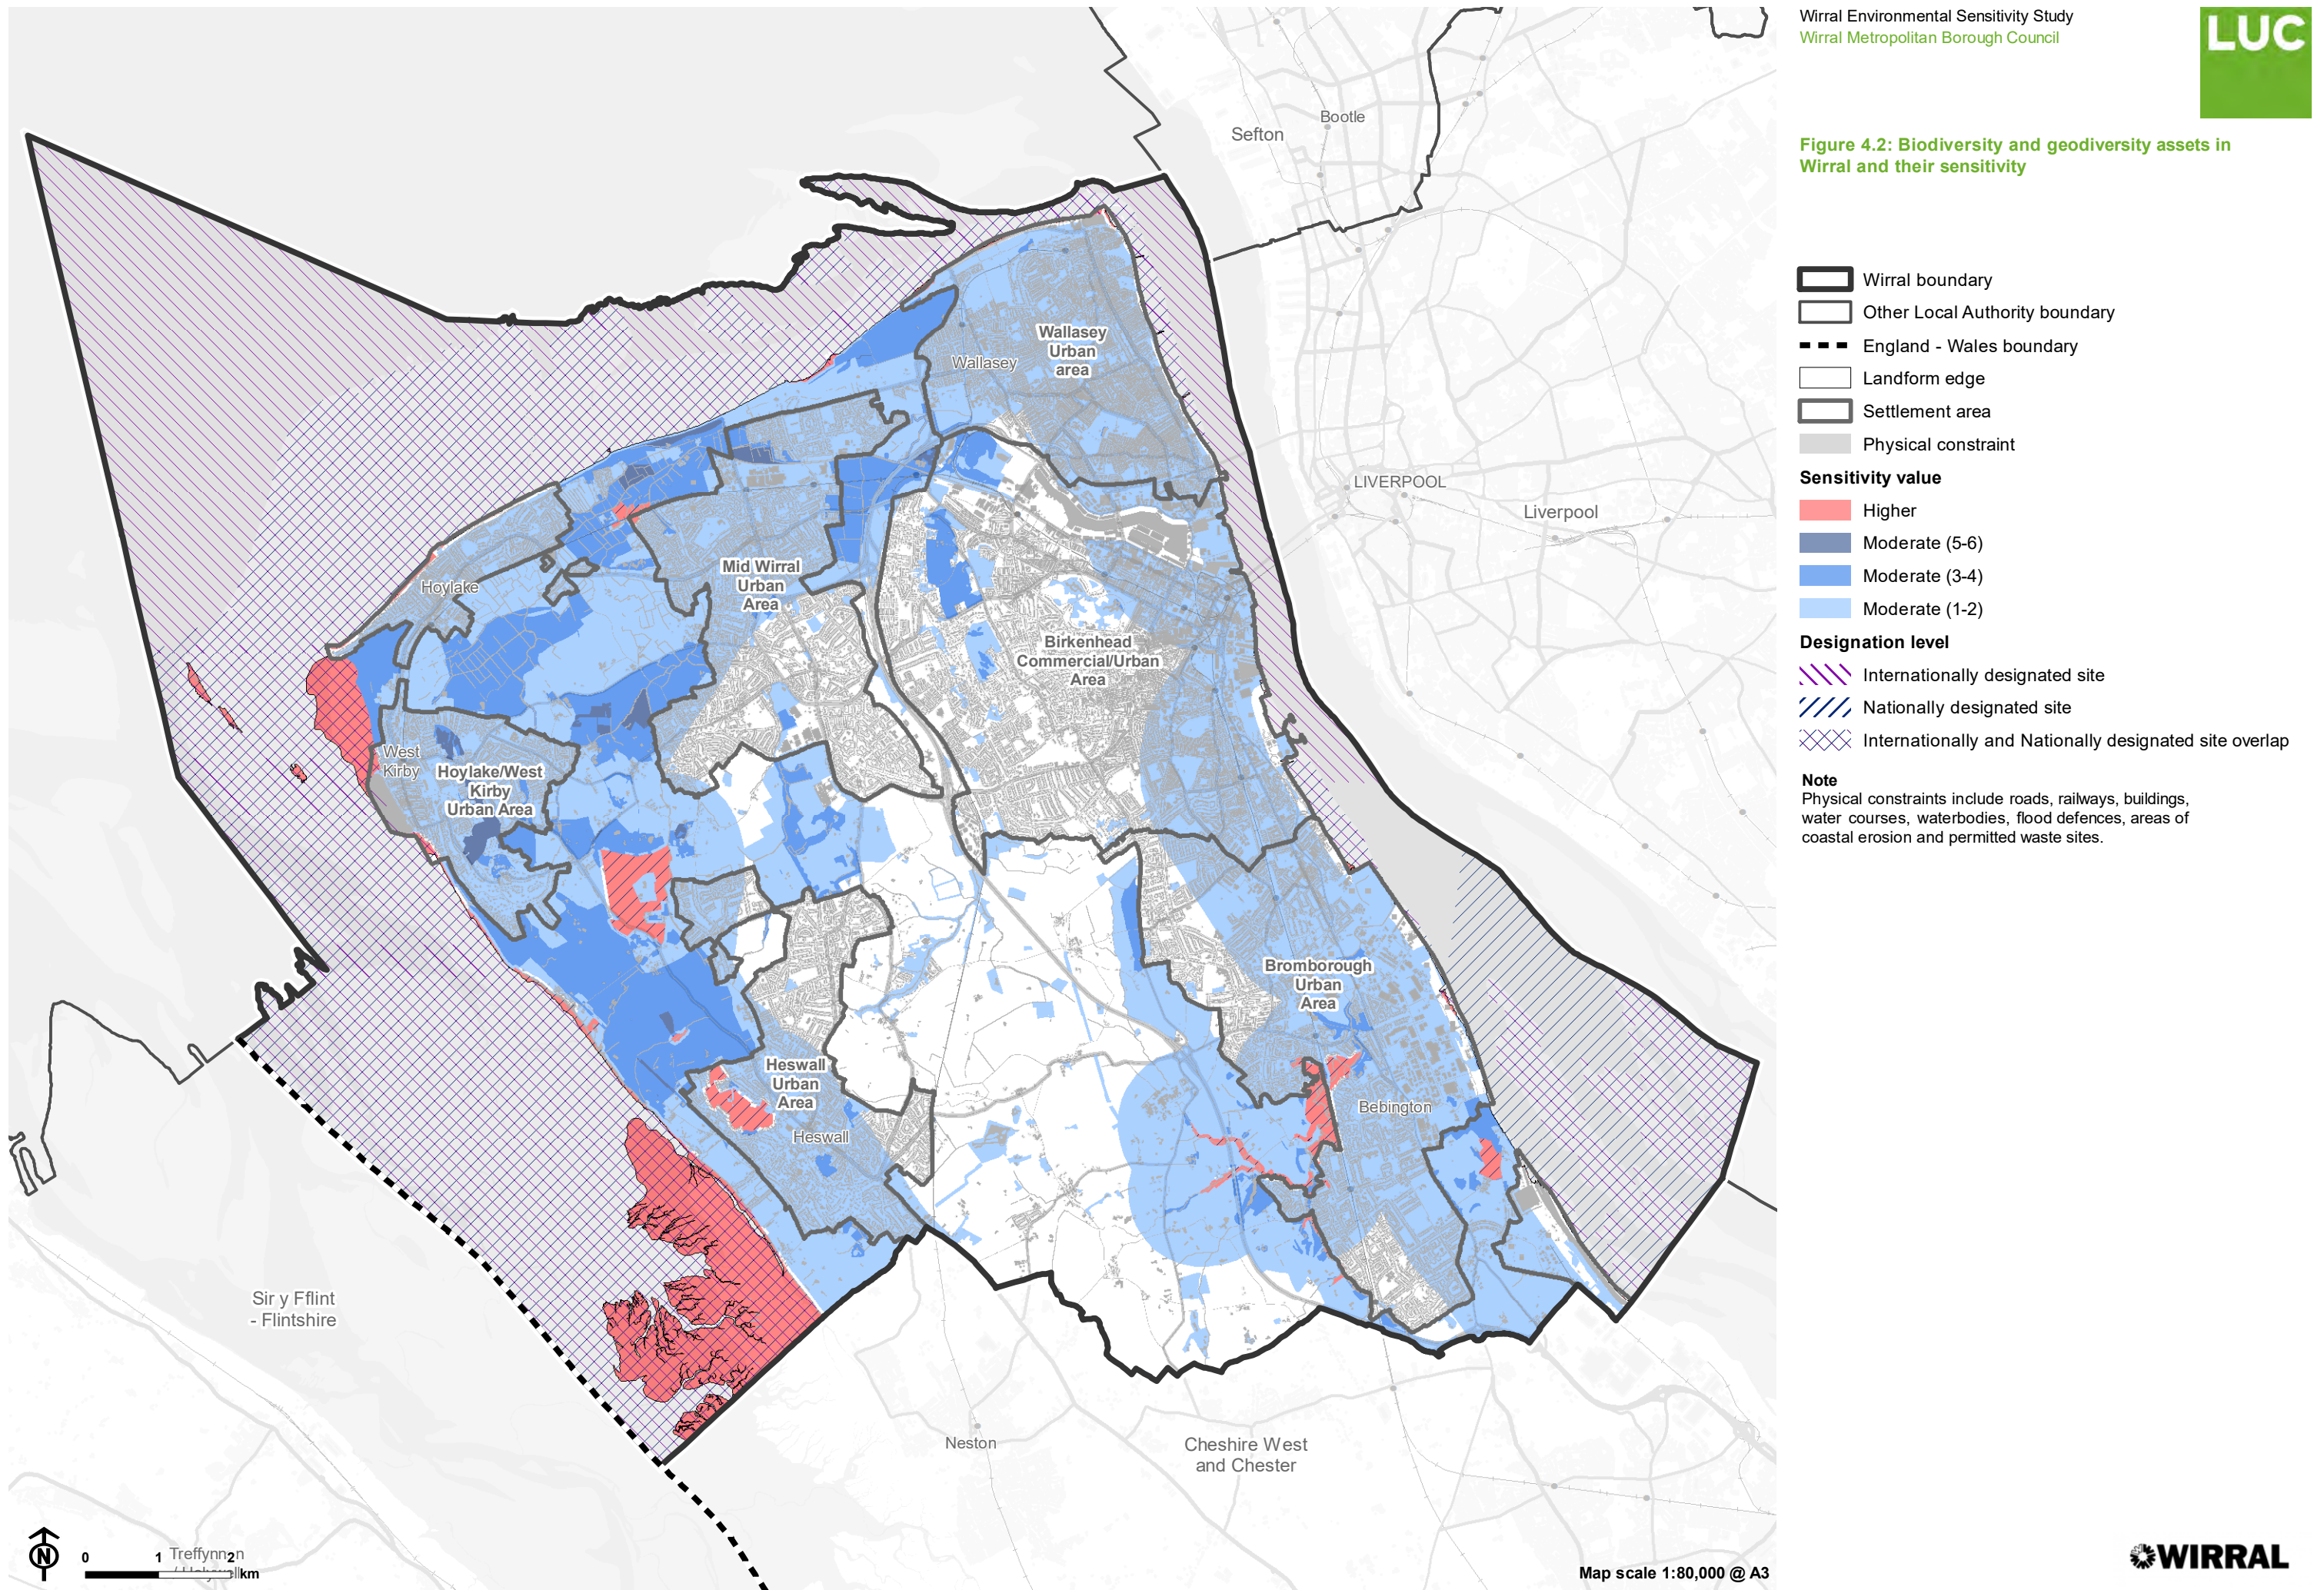 Wirral Environmental Sensitivity Study
Wirral Metropolitan Borough Council
LUC
Figure 4.2: Biodiversity and geodiversity assets in
Wirral and their sensitivity
Wirral boundary
Other Local Authority boundary
England - Wales boundary
Landform edge
Settlement area
Physical constraint
Sensitivity value
Higher
Moderate (5-6)
Moderate (3-4)
Moderate (1-2)
Designation level
Internationally designated site
Nationally designated site
Internationally and Nationally designated site overlap
Note
Physical constraints include roads, railways, buildings,
water courses, waterbodies, flood defences, areas of
coastal erosion and permitted waste sites.
Bootle
Sefton
Wallasey
Urban
area
Wallasey
LIVERPOOL
Liverpool
Mid Wirral
Urban
Area
Hoylake
Birkenhead
Commercial/Urban
Area
West
Kirby
Hoylake/West
Kirby
Urban Area
Bromborough
Urban
Area
Heswall
Urban
Area
Heswall
Bebington
Sir y Fflint
- Flintshire
Neston
Cheshire West
and Chester
N
0 1 2
km
Map scale 1:80,000 @ A3
WIRRAL